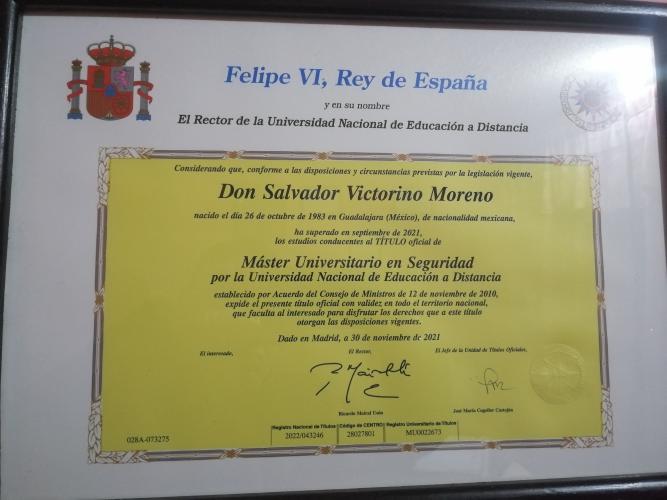 Felipe VI, Rey de España
y en su nombre
El Rector de la Universidad Nacional de Educación a Distancia
Considerando que, conforme a las disposiciones y circunstancias previstas por la legislación vigente,
Don Salvador Victorino Moreno
nacido el día 26 de octubre de 1983 en Guadalajara (México), de nacionalidad mexicana,
ha superado en septiembre de 2021,
los estudios conducentes al TÍTULO oficial de
Máster Universitario en Seguridad
por la Universidad Nacional de Educación a Distancia
establecido por Acuerdo del Consejo de Ministros de 12 de noviembre de 2010,
expide el presente título oficial con validez en todo el territorio nacional,
que faculta al interesado para disfrutar los derechos que a este título
otorgan las disposiciones vigentes.
Dado en Madrid, a 30 de noviembre de 2021
El interesado, El Rector, El Jefe de la Unidad de Títulos Oficiales,
Ricardo Mairal Usón José María Gogollar Castejón
Registro Nacional de Títulos Código de CENTRO Registro Universitario de Títulos
028A-073275 2022/043246 28027801 MU0022673